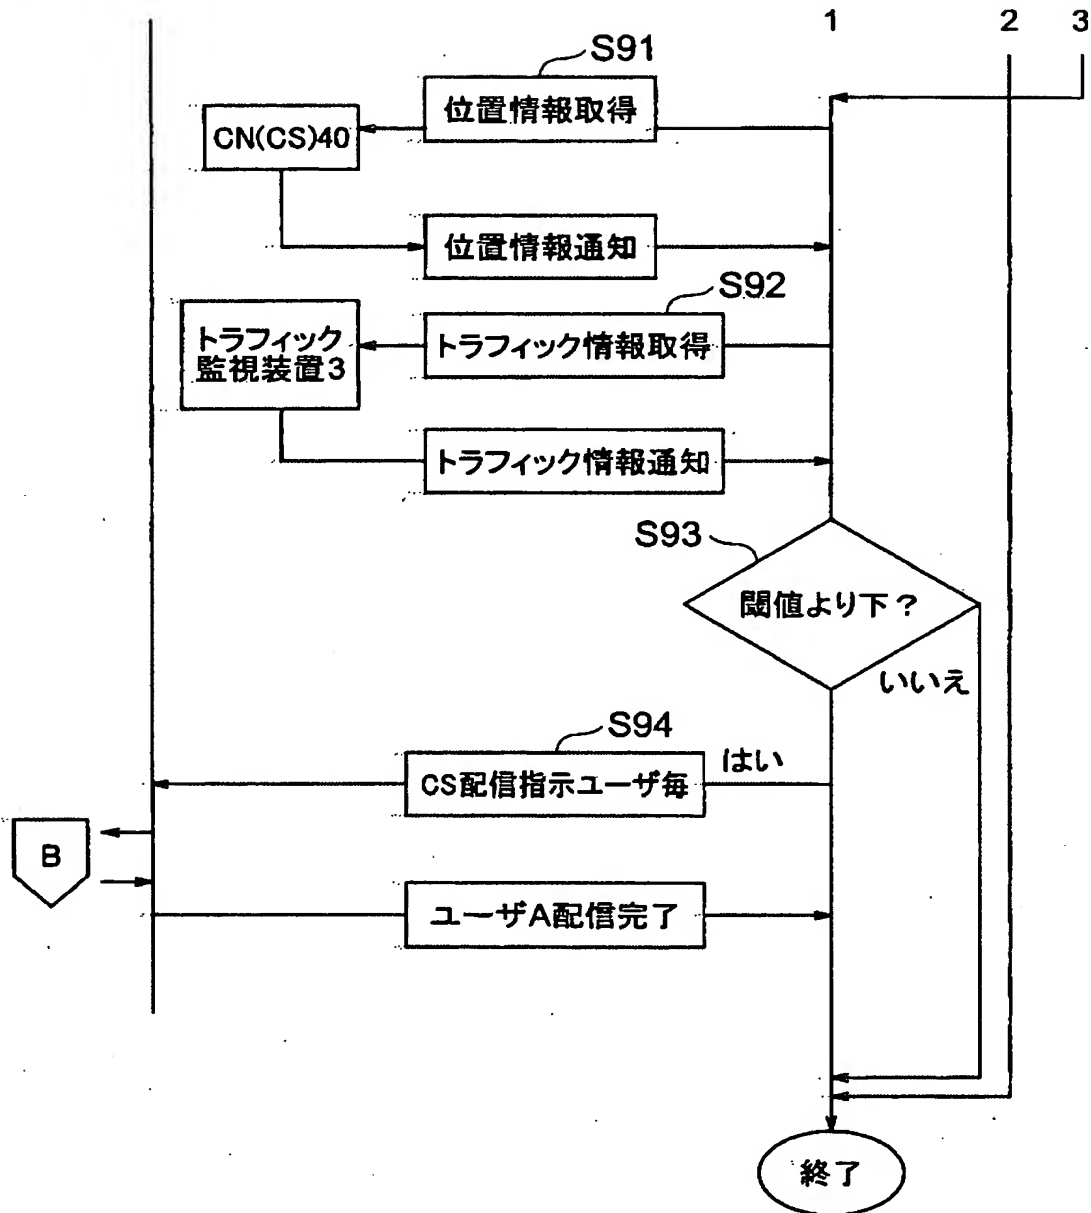 1 2 3
S91
位置情報取得
CN(CS)40
位置情報通知
S92
トラフィック
監視装置3
トラフィック情報取得
トラフィック情報通知
S93
閾値より下?
いいえ
S94
はい
CS配信指示ユーザ毎
B
ユーザA配信完了
終了